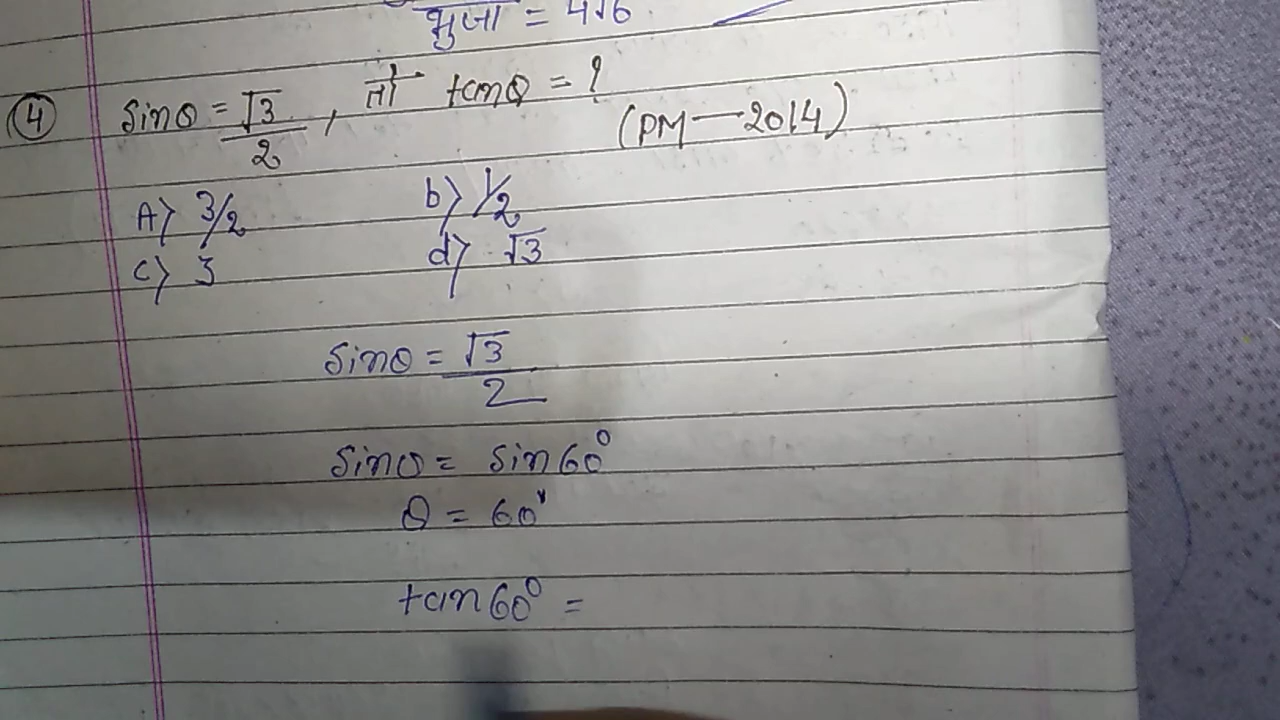 भुजा = 4√6
④ sinθ = √3/2 , तो tanθ = ?
(PM—2014)
A> 3/2 b> 1/2
c> 3 d> √3
sinθ = √3/2
sinθ = sin60°
θ = 60°
tan60° =